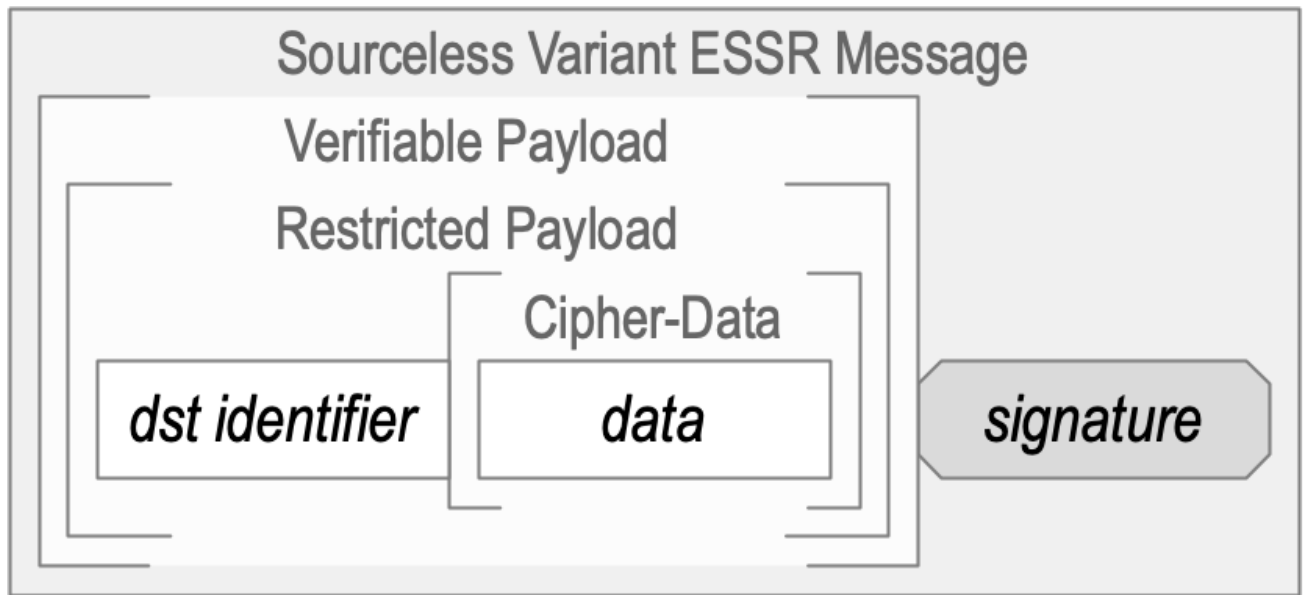 Sourceless Variant ESSR Message
Verifiable Payload
Restricted Payload
Cipher-Data
dst identifier data signature